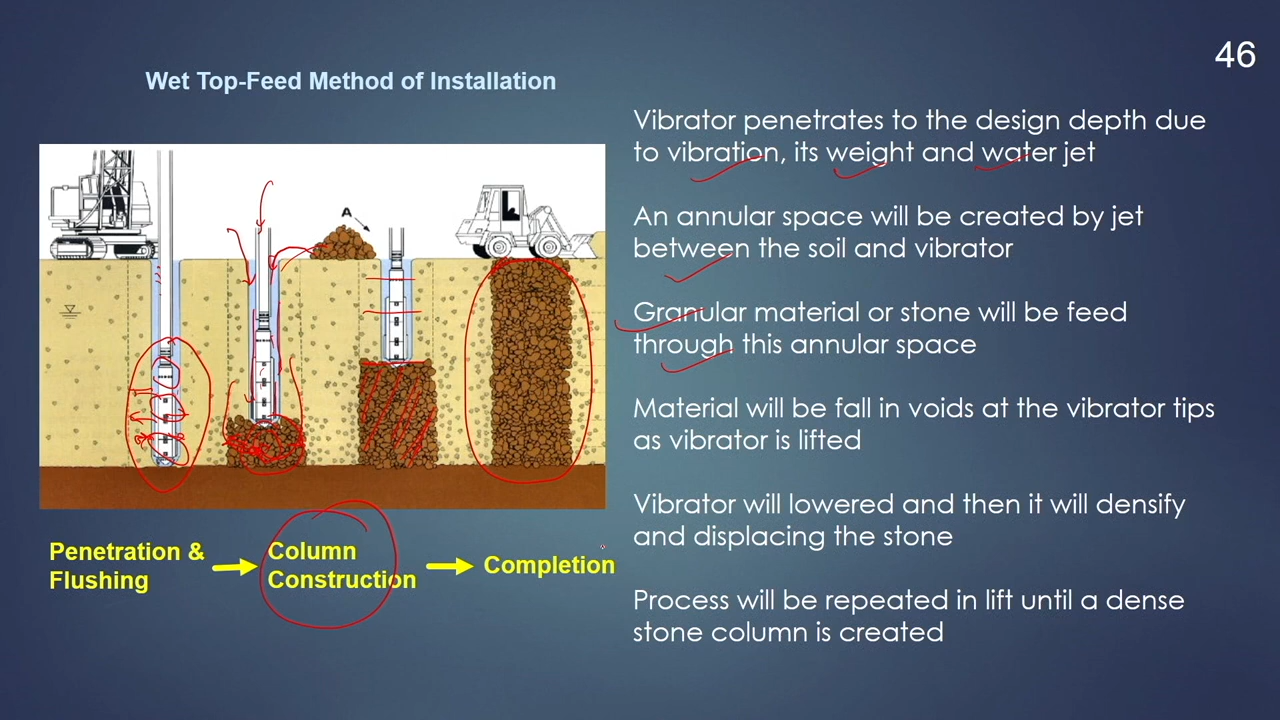 46
Wet Top-Feed Method of Installation
A
Penetration &
Flushing
Column
Construction
Completion
Vibrator penetrates to the design depth due
to vibration, its weight and water jet
An annular space will be created by jet
between the soil and vibrator
Granular material or stone will be feed
through this annular space
Material will be fall in voids at the vibrator tips
as vibrator is lifted
Vibrator will lowered and then it will densify
and displacing the stone
Process will be repeated in lift until a dense
stone column is created